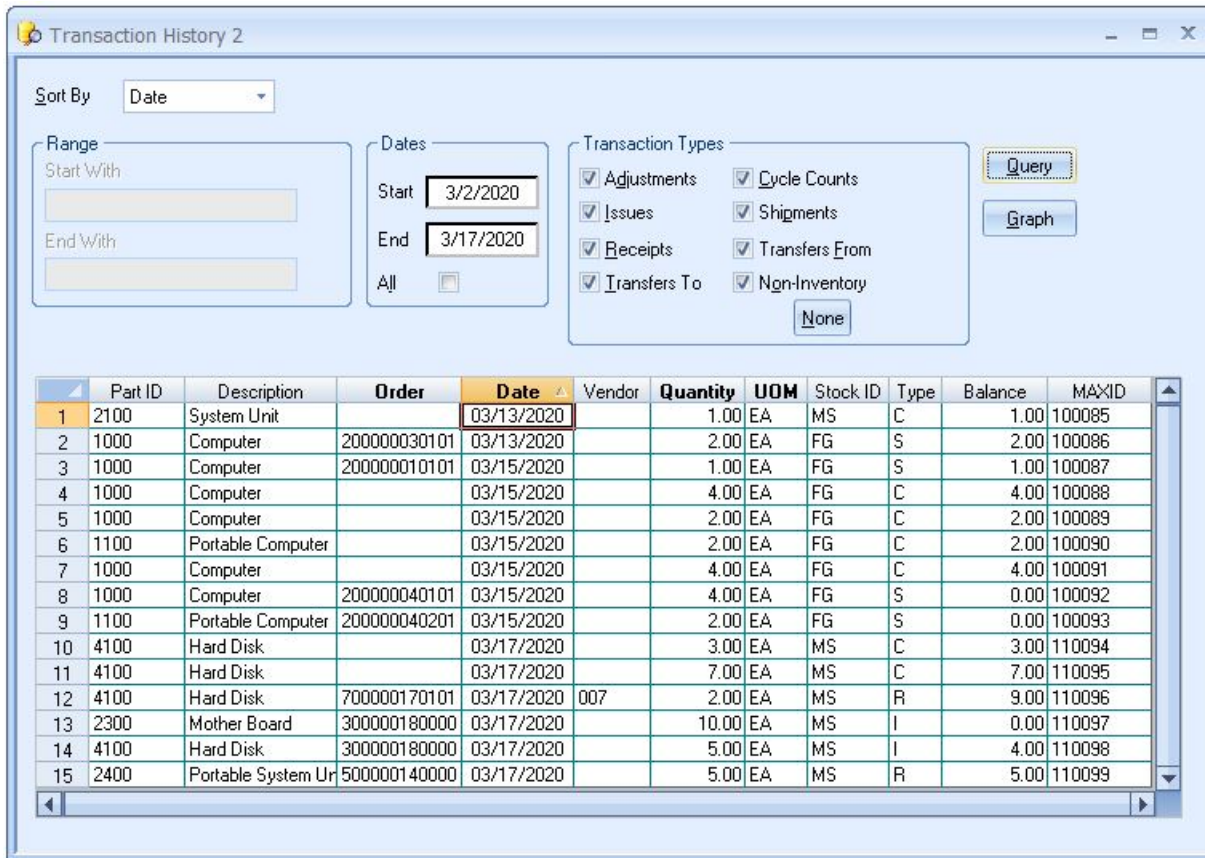 Transaction History 2
Sort By Date
Range
Start With
End With
Dates
Start 3/2/2020
End 3/17/2020
All
Transaction Types
Adjustments Cycle Counts
Issues Shipments
Receipts Transfers From
Transfers To Non-Inventory
None
Query
Graph
Part ID Description Order Date Vendor Quantity UOM Stock ID Type Balance MAXID
1 2100 System Unit 03/13/2020 1.00 EA MS C 1.00 100085
2 1000 Computer 200000030101 03/13/2020 2.00 EA FG S 2.00 100086
3 1000 Computer 200000010101 03/15/2020 1.00 EA FG S 1.00 100087
4 1000 Computer 03/15/2020 4.00 EA FG C 4.00 100088
5 1000 Computer 03/15/2020 2.00 EA FG C 2.00 100089
6 1100 Portable Computer 03/15/2020 2.00 EA FG C 2.00 100090
7 1000 Computer 03/15/2020 4.00 EA FG C 4.00 100091
8 1000 Computer 200000040101 03/15/2020 4.00 EA FG S 0.00 100092
9 1100 Portable Computer 200000040201 03/15/2020 2.00 EA FG S 0.00 100093
10 4100 Hard Disk 03/17/2020 3.00 EA MS C 3.00 110094
11 4100 Hard Disk 03/17/2020 7.00 EA MS C 7.00 110095
12 4100 Hard Disk 700000170101 03/17/2020 007 2.00 EA MS R 9.00 110096
13 2300 Mother Board 300000180000 03/17/2020 10.00 EA MS I 0.00 110097
14 4100 Hard Disk 300000180000 03/17/2020 5.00 EA MS I 4.00 110098
15 2400 Portable System Ur 500000140000 03/17/2020 5.00 EA MS R 5.00 110099